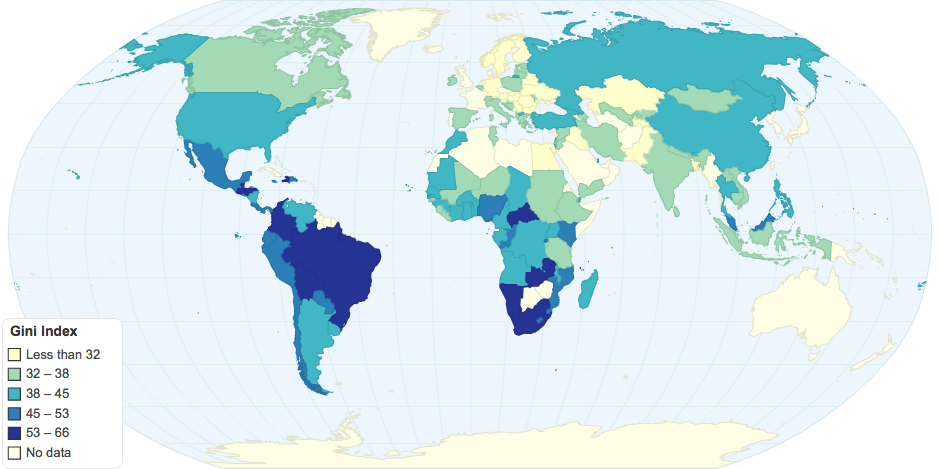 Gini Index
Less than 32
32 – 38
38 – 45
45 – 53
53 – 66
No data